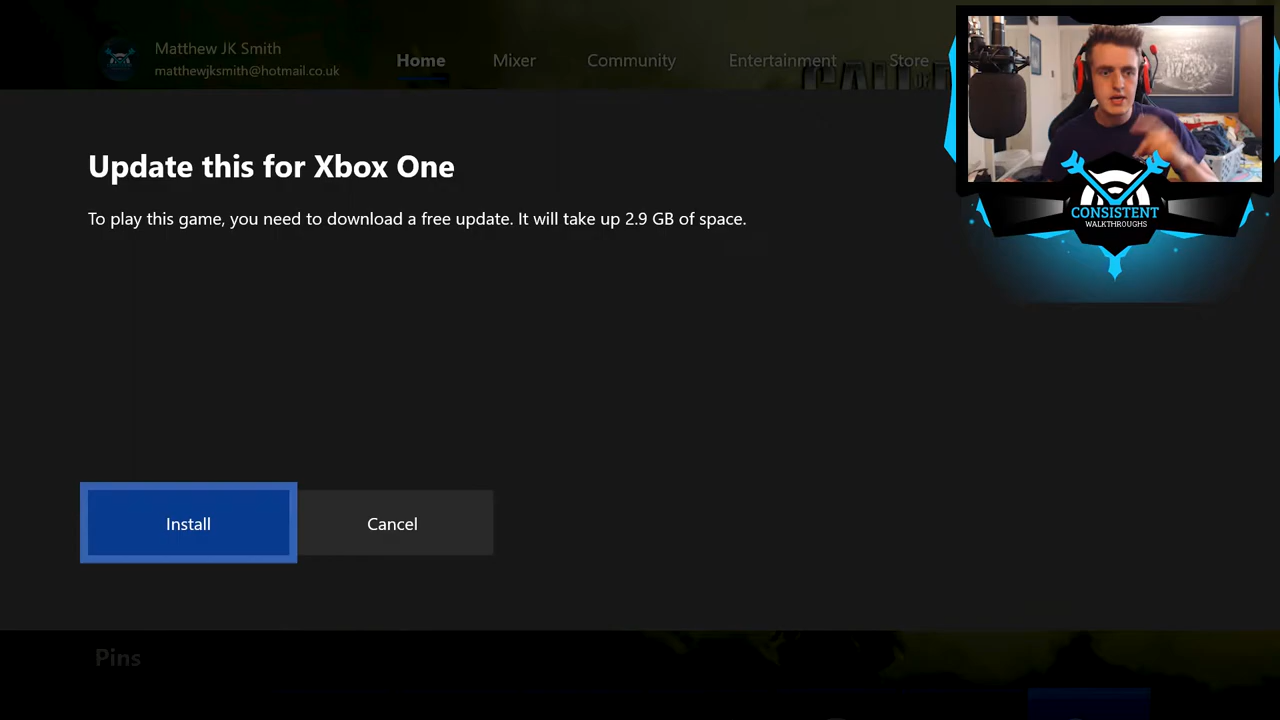 Matthew JK Smith
matthewjksmith@hotmail.co.uk
Home
Mixer
Community
Entertainment
Store
CALL OF
Update this for Xbox One
To play this game, you need to download a free update. It will take up 2.9 GB of space.
CONSISTENT
WALKTHROUGHS
Install
Cancel
Pins